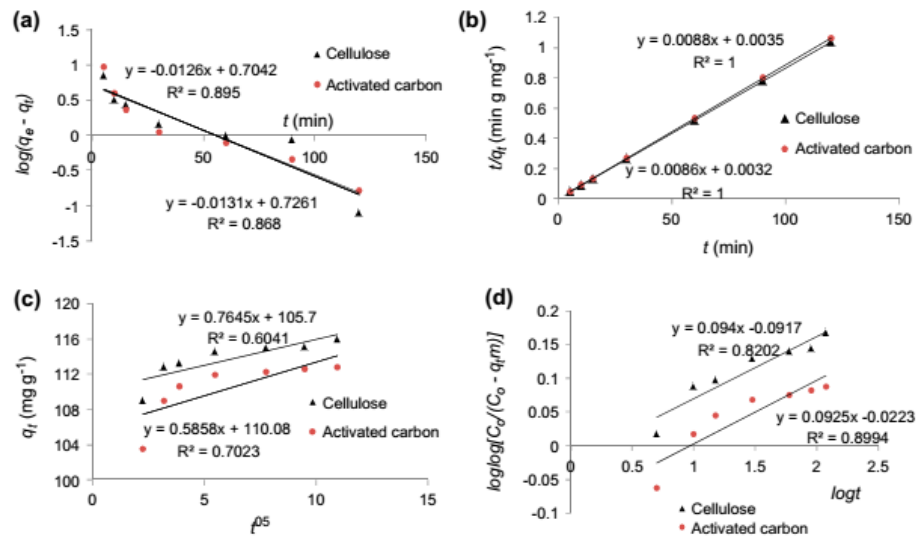 (a)
1.5
1
0.5
0
-0.5
-1
-1.5
log(qe - qt)
y = -0.0126x + 0.7042
R² = 0.895
Cellulose
Activated carbon
t (min)
0
50
100
150
y = -0.0131x + 0.7261
R² = 0.868
(b)
1.2
1
0.8
0.6
0.4
0.2
0
t/qt (min g mg-1)
y = 0.0088x + 0.0035
R² = 1
Cellulose
Activated carbon
y = 0.0086x + 0.0032
R² = 1
0
50
100
150
t (min)
(c)
120
116
112
108
104
100
qt (mg g-1)
y = 0.7645x + 105.7
R² = 0.6041
y = 0.5858x + 110.08
R² = 0.7023
Cellulose
Activated carbon
0
5
10
15
t05
(d)
0.2
0.15
0.1
0.05
0
-0.05
-0.1
loglog[Co/(Co - qtm)]
y = 0.094x -0.0917
R² = 0.8202
y = 0.0925x -0.0223
R² = 0.8994
0
0.5
1
1.5
2
2.5
logt
Cellulose
Activated carbon